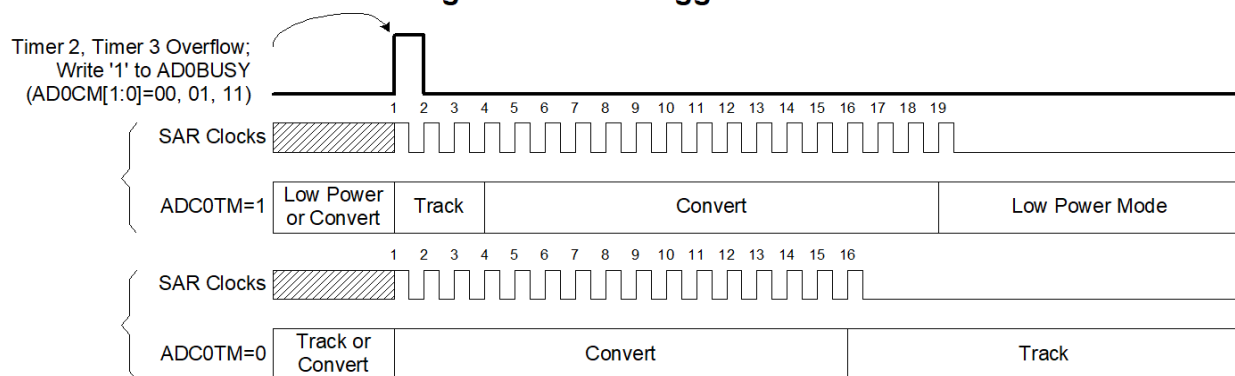 Timer 2, Timer 3 Overflow;
Write '1' to AD0BUSY
(AD0CM[1:0]=00, 01, 11)
1 2 3 4 5 6 7 8 9 10 11 12 13 14 15 16 17 18 19
SAR Clocks
ADC0TM=1
Low Power
or Convert
Track
Convert
Low Power Mode
1 2 3 4 5 6 7 8 9 10 11 12 13 14 15 16
SAR Clocks
ADC0TM=0
Track or
Convert
Convert
Track